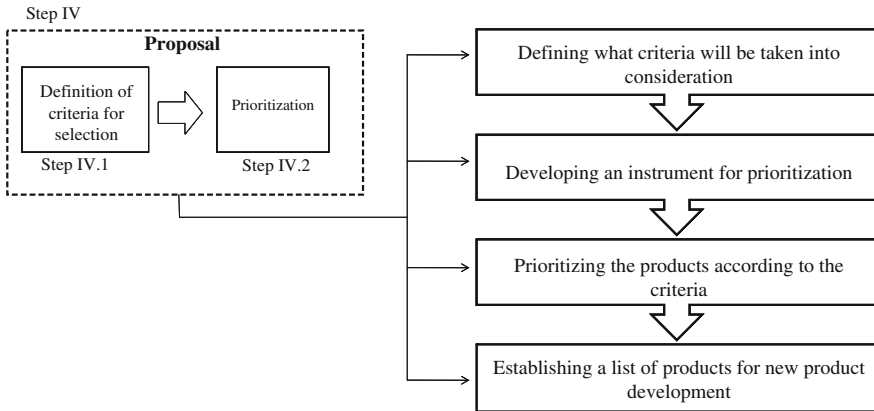 Step IV
Proposal
Definition of
criteria for
selection
Step IV.1
Prioritization
Step IV.2
Defining what criteria will be taken into
consideration
Developing an instrument for prioritization
Prioritizing the products according to the
criteria
Establishing a list of products for new product
development